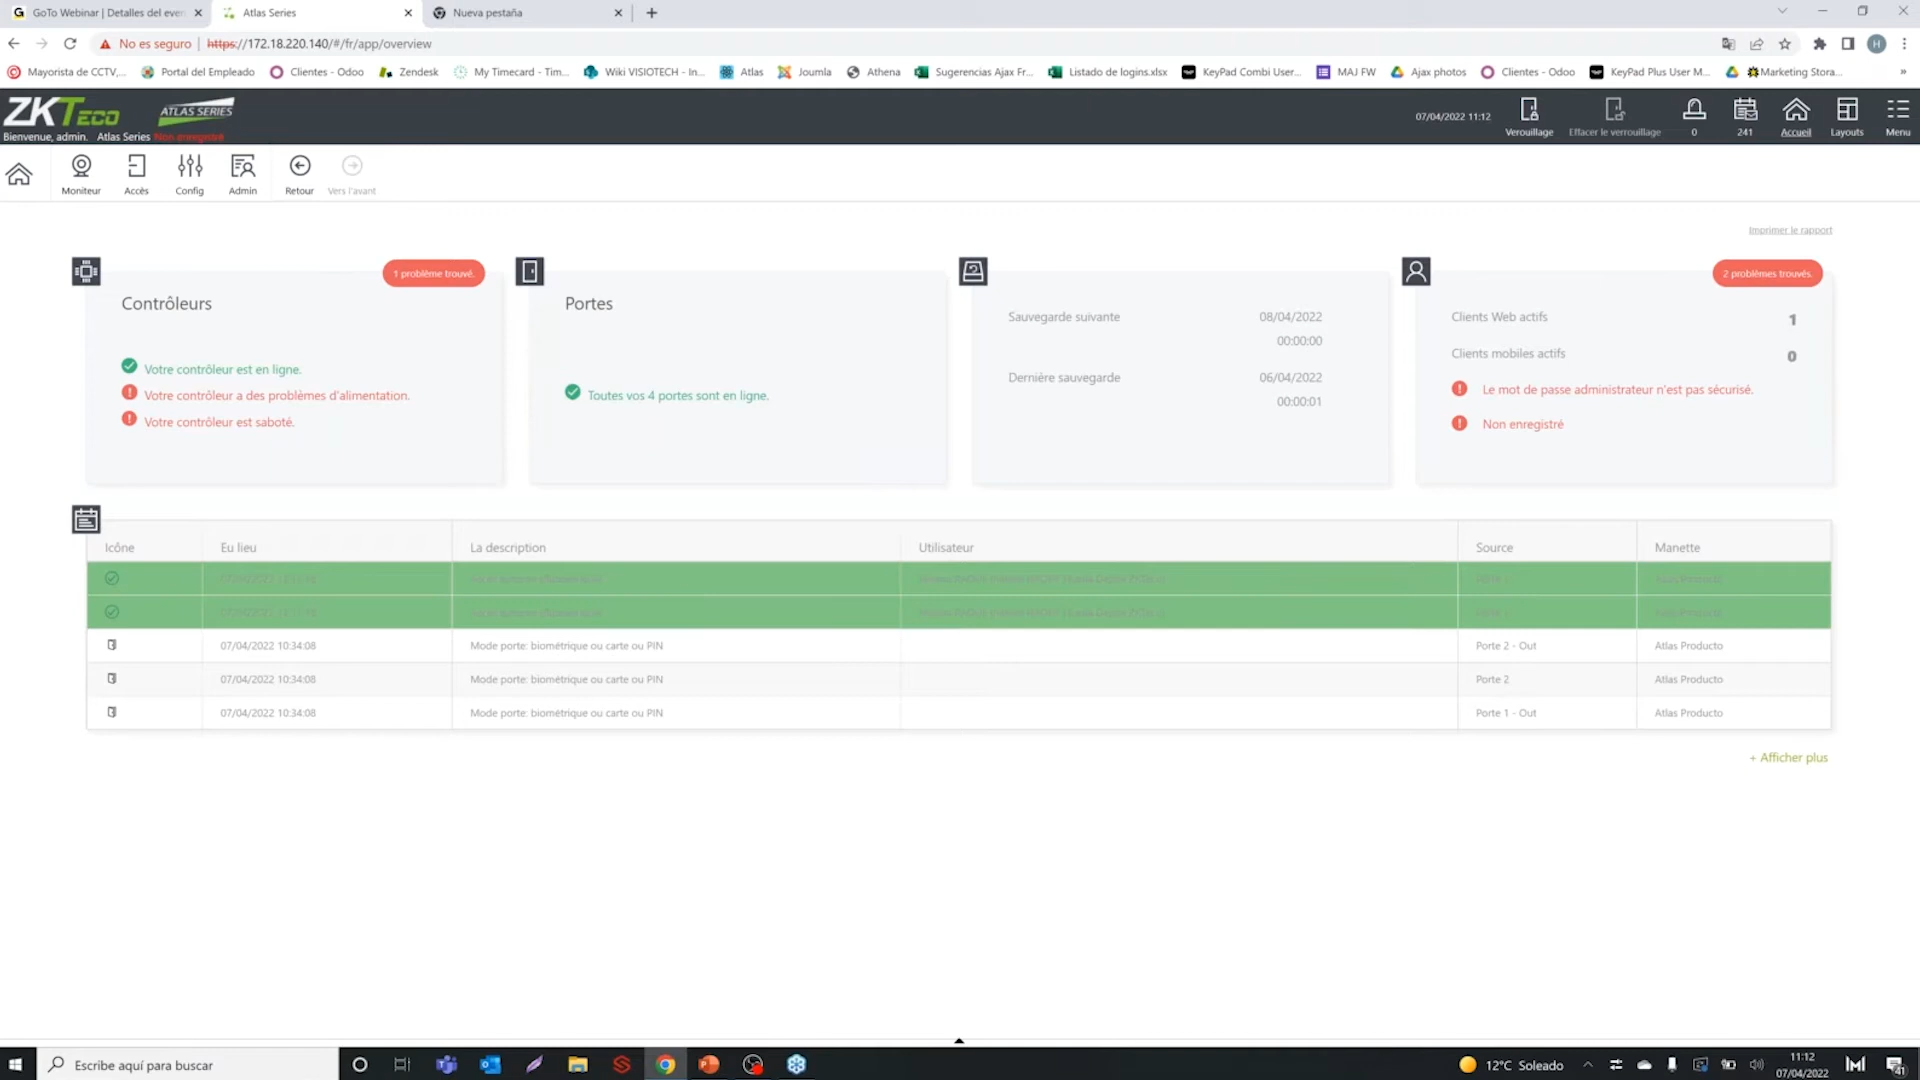 GoTo Webinar | Detalles del even
Atlas Series
Nueva pestaña
No es seguro
https://172.18.220.140/#/fr/app/overview
Mayorista de CCTV,...
Portal del Empleado
Clientes - Odoo
Zendesk
My Timecard - Tim...
Wiki VISIOTECH - In...
Atlas
Joumla
Athena
Sugerencias Ajax Fr...
Listado de logins.xlsx
KeyPad Combi User...
MAJ FW
Ajax photos
Clientes - Odoo
KeyPad Plus User M...
Marketing Stora...
ZKTECO
ATLAS SERIES
Bienvenue, admin. Atlas Series Non enregistré
07/04/2022 11:12
Verouillage
Effacer le verrouillage
0
241
Accueil
Layouts
Menu
Moniteur
Accès
Config
Admin
Retour
Vers l'avant
Imprimer le rapport
1 problème trouvé.
Contrôleurs
Votre contrôleur est en ligne.
Votre contrôleur a des problèmes d'alimentation.
Votre contrôleur est saboté.
Portes
Toutes vos 4 portes sont en ligne.
Sauvegarde suivante 08/04/2022
00:00:00
Dernière sauvegarde 06/04/2022
00:00:01
2 problèmes trouvés.
Clients Web actifs 1
Clients mobiles actifs 0
Le mot de passe administrateur n'est pas sécurisé.
Non enregistré
Icône Eu lieu La description Utilisateur Source Manette
07/04/2022 10:34:08 Mode porte: biométrique ou carte ou PIN Porte 2 - Out Atlas Producto
07/04/2022 10:34:08 Mode porte: biométrique ou carte ou PIN Porte 2 Atlas Producto
07/04/2022 10:34:08 Mode porte: biométrique ou carte ou PIN Porte 1 - Out Atlas Producto
+ Afficher plus
Escribe aquí para buscar
12°C Soleado
11:12
07/04/2022
41